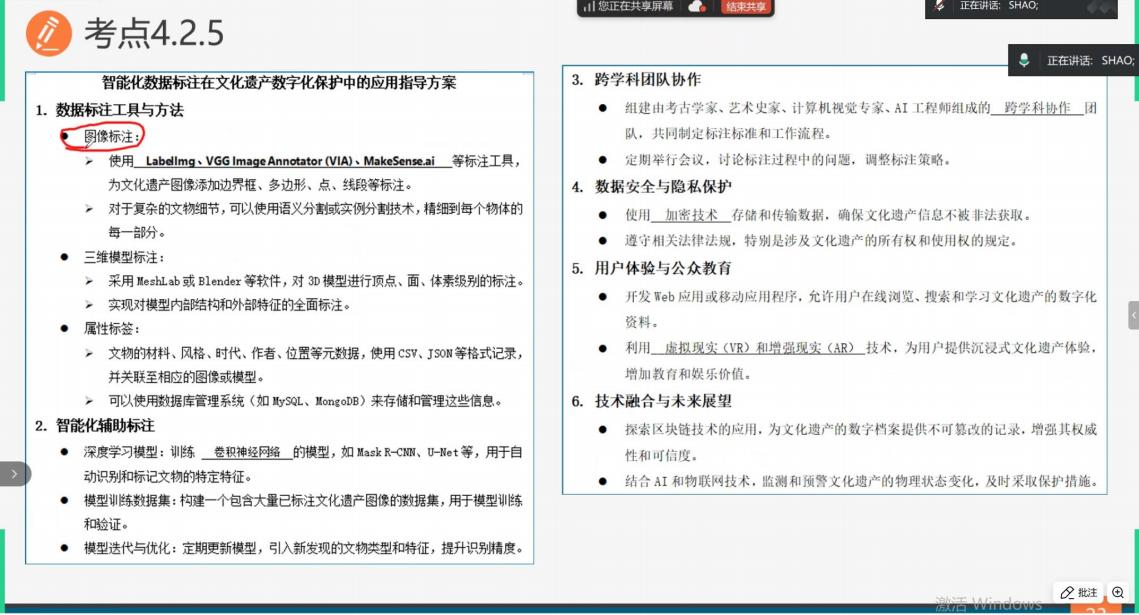 您正在共享屏幕 结束共享
正在讲话: SHAO;
正在讲话: SHAO;
考点4.2.5
智能化数据标注在文化遗产数字化保护中的应用指导方案
1. 数据标注工具与方法
● 图像标注:
➢ 使用 LabelImg、VGG Image Annotator (VIA)、MakeSense.ai 等标注工具，
为文化遗产图像添加边界框、多边形、点、线段等标注。
➢ 对于复杂的文物细节，可以使用语义分割或实例分割技术，精细到每个物体的
每一部分。
● 三维模型标注:
➢ 采用 MeshLab 或 Blender 等软件，对 3D 模型进行顶点、面、体素级别的标注。
➢ 实现对模型内部结构和外部特征的全面标注。
● 属性标签:
➢ 文物的材料、风格、时代、作者、位置等元数据，使用 CSV、JSON 等格式记录，
并关联至相应的图像或模型。
➢ 可以使用数据库管理系统（如 MySQL、MongoDB）来存储和管理这些信息。
2. 智能化辅助标注
● 深度学习模型: 训练 卷积神经网络 的模型，如 Mask R-CNN、U-Net 等，用于自
动识别和标记文物的特定特征。
● 模型训练数据集: 构建一个包含大量已标注文化遗产图像的数据集，用于模型训练
和验证。
● 模型迭代与优化: 定期更新模型，引入新发现的文物类型和特征，提升识别精度。
3. 跨学科团队协作
● 组建由考古学家、艺术史家、计算机视觉专家、AI 工程师组成的 跨学科协作 团
队，共同制定标注标准和工作流程。
● 定期举行会议，讨论标注过程中的问题，调整标注策略。
4. 数据安全与隐私保护
● 使用 加密技术 存储和传输数据，确保文化遗产信息不被非法获取。
● 遵守相关法律法规，特别是涉及文化遗产的所有权和使用权的规定。
5. 用户体验与公众教育
● 开发 Web 应用或移动应用程序，允许用户在线浏览、搜索和学习文化遗产的数字化
资料。
● 利用 虚拟现实（VR）和增强现实（AR） 技术，为用户提供沉浸式文化遗产体验，
增加教育和娱乐价值。
6. 技术融合与未来展望
● 探索区块链技术的应用，为文化遗产的数字档案提供不可篡改的记录，增强其权威
性和可信度。
● 结合 AI 和物联网技术，监测和预警文化遗产的物理状态变化，及时采取保护措施。
批注
激活 Windows